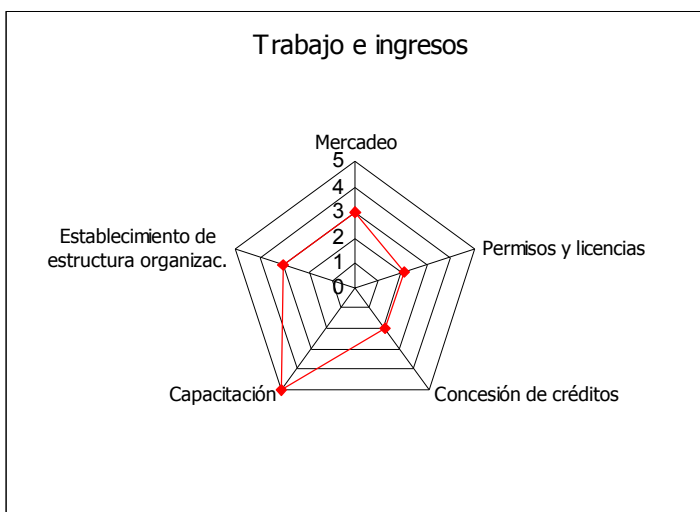 Trabajo e ingresos
Mercadeo
5
4
3
2
1
0
Permisos y licencias
Establecimiento de
estructura organizac.
Capacitación
Concesión de créditos